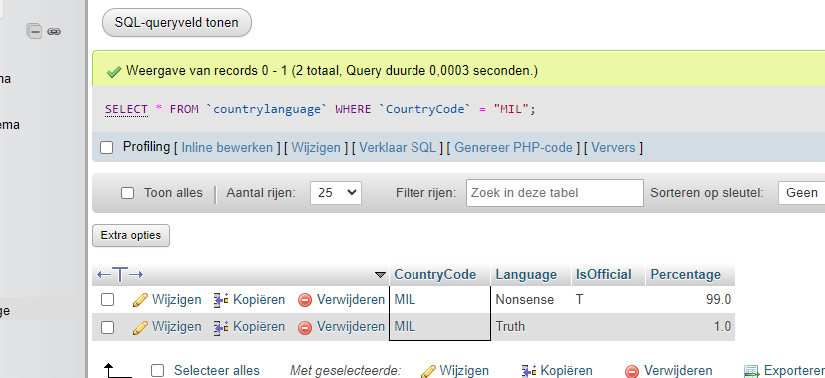 SQL-queryveld tonen
Weergave van records 0 - 1 (2 totaal, Query duurde 0,0003 seconden.)
ma
ema
SELECT * FROM `countrylanguage` WHERE `CountryCode` = "MIL";
Profiling [ Inline bewerken ] [ Wijzigen ] [ Verklaar SQL ] [ Genereer PHP-code ] [ Ververs ]
Toon alles Aantal rijen: 25 Filter rijen: Zoek in deze tabel Sorteren op sleutel: Geen
Extra opties
CountryCode Language IsOfficial Percentage
Wijzigen Kopiëren Verwijderen MIL Nonsense T 99.0
ge
Wijzigen Kopiëren Verwijderen MIL Truth 1.0
Selecteer alles Met geselecteerde: Wijzigen Kopiëren Verwijderen Exporteren